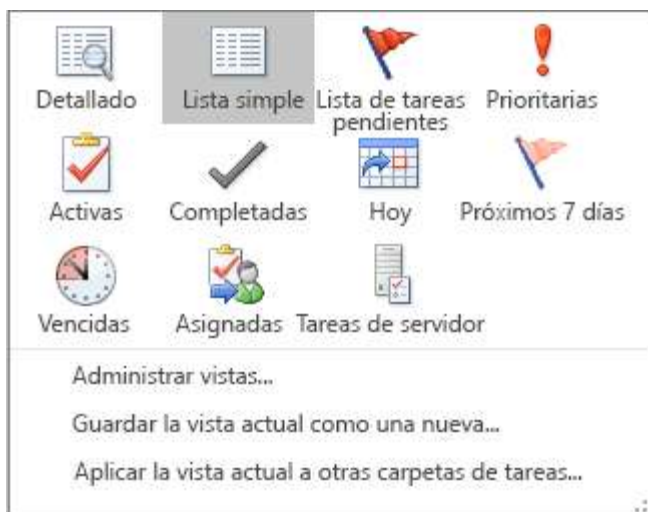 Detallado
Lista simple
Lista de tareas
pendientes
Prioritarias
Activas
Completadas
Hoy
Próximos 7 días
Vencidas
Asignadas
Tareas de servidor
Administrar vistas...
Guardar la vista actual como una nueva...
Aplicar la vista actual a otras carpetas de tareas...